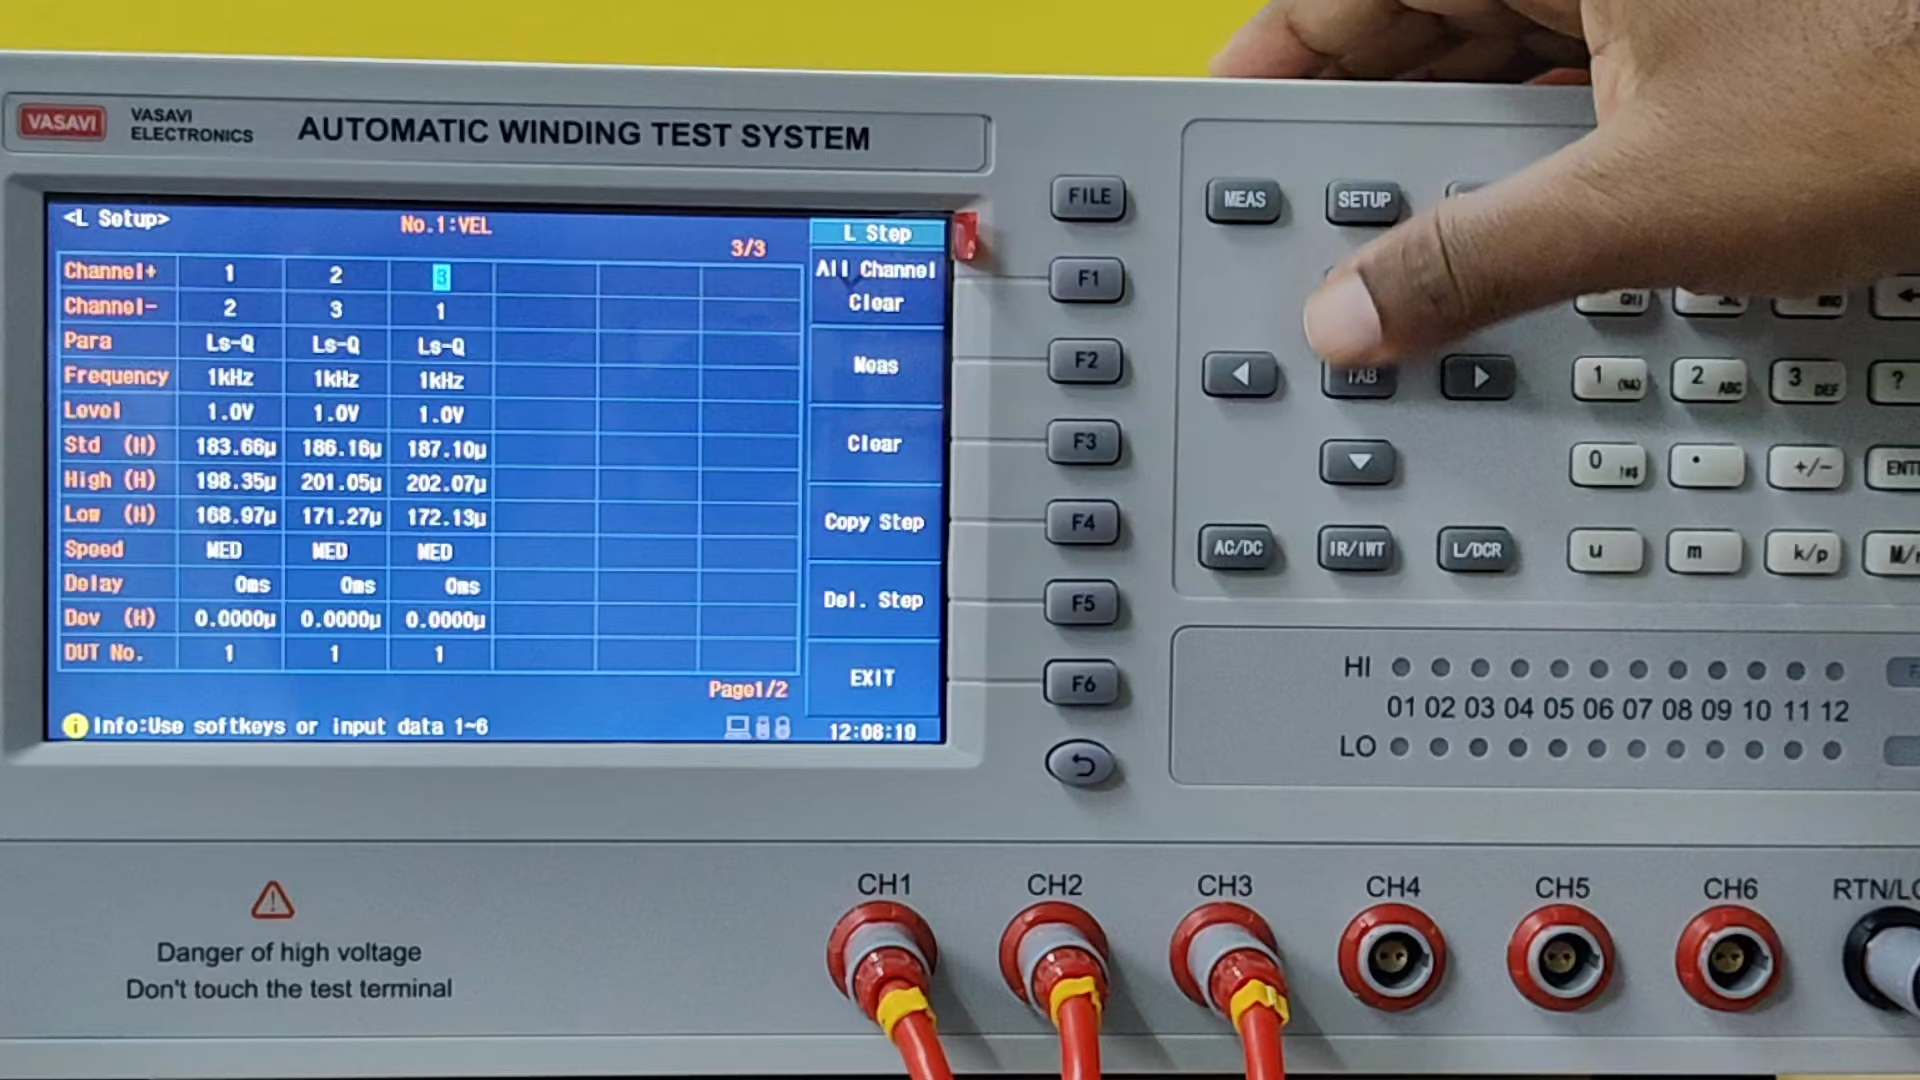 VASAVI
VASAVI
ELECTRONICS
AUTOMATIC WINDING TEST SYSTEM
<L Setup>
No.1:VEL
3/3
Channel+ 1 2 3
Channel- 2 3 1
Para Ls-Q Ls-Q Ls-Q
Frequency 1kHz 1kHz 1kHz
Level 1.0V 1.0V 1.0V
Std (H) 183.66μ 186.16μ 187.10μ
High (H) 198.35μ 201.05μ 202.07μ
Low (H) 168.97μ 171.27μ 172.13μ
Speed MED MED MED
Delay 0ms 0ms 0ms
Dev (H) 0.0000μ 0.0000μ 0.0000μ
DUT No. 1 1 1
Page1/2
Info:Use softkeys or input data 1~6
L Step
All Channel
Clear
Meas
Clear
Copy Step
Del. Step
EXIT
12:08:10
FILE
F1
F2
F3
F4
F5
F6
MEAS SETUP
TAB
AC/DC IR/IWT L/DCR
GHI
1 2 ABC 3 DEF ?
0 !#$ • +/-
u m k/p
HI
01 02 03 04 05 06 07 08 09 10 11 12
LO
Danger of high voltage
Don't touch the test terminal
CH1 CH2 CH3 CH4 CH5 CH6